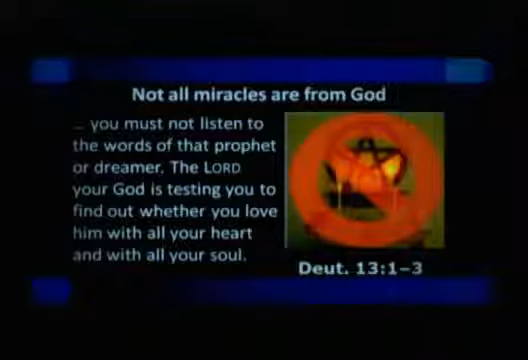 Not all miracles are from God
… you must not listen to
the words of that prophet
or dreamer. The LORD
your God is testing you to
find out whether you love
him with all your heart
and with all your soul.
Deut. 13:1–3